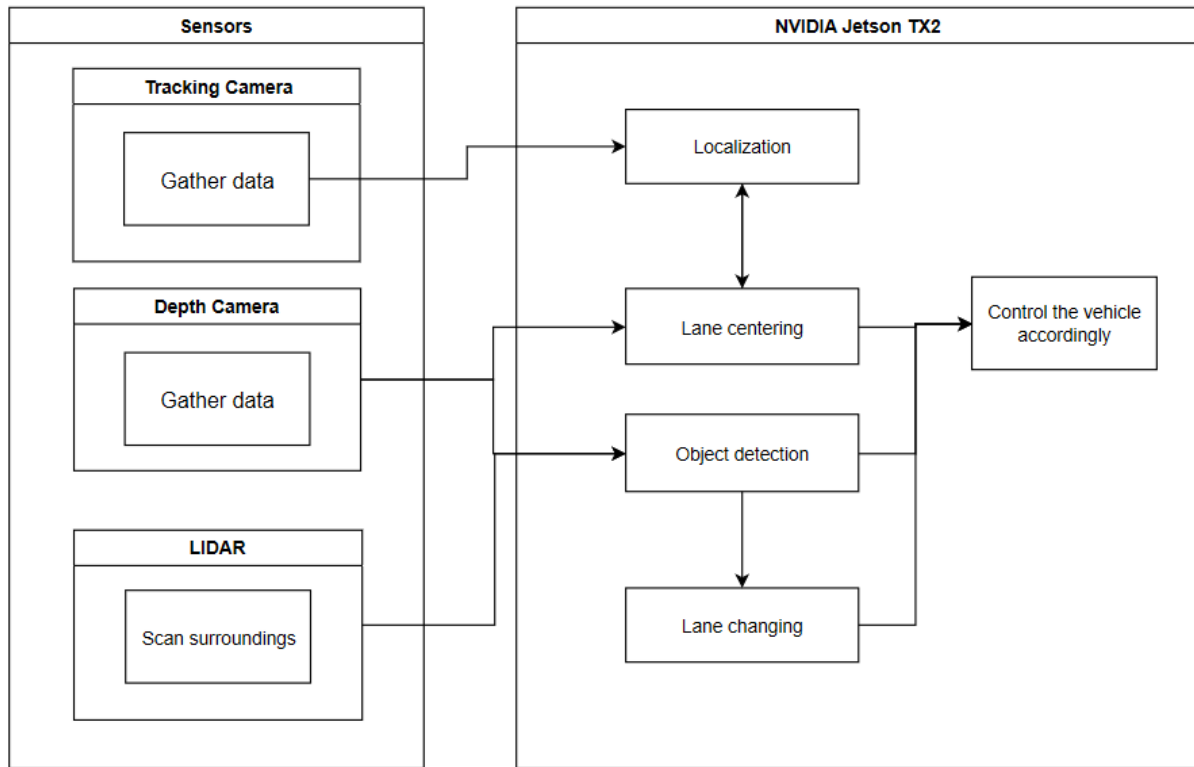 Sensors
Tracking Camera
Gather data
Depth Camera
Gather data
LIDAR
Scan surroundings
NVIDIA Jetson TX2
Localization
Lane centering
Object detection
Lane changing
Control the vehicle
accordingly